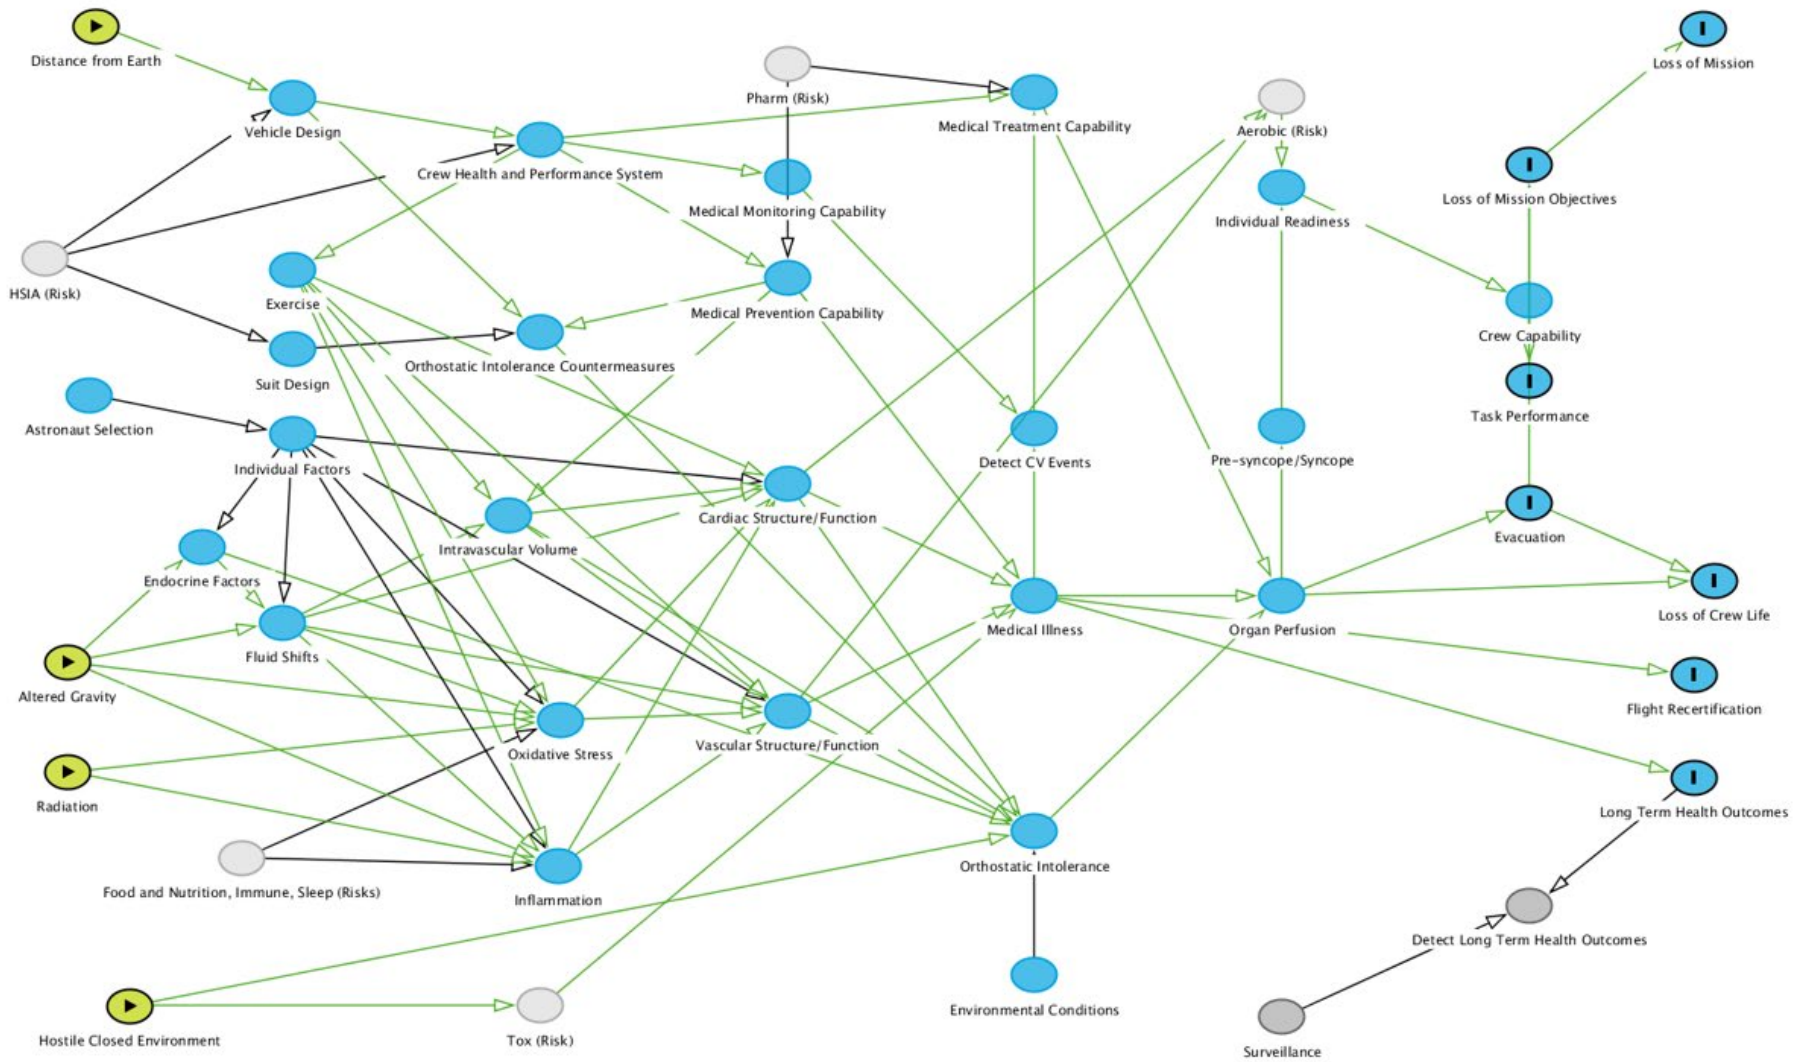 Distance from Earth
Loss of Mission
Pharm (Risk)
Vehicle Design
Medical Treatment Capability
Aerobic (Risk)
Crew Health and Performance System
Loss of Mission Objectives
Medical Monitoring Capability
Individual Readiness
HSIA (Risk)
Exercise
Medical Prevention Capability
Crew Capability
Suit Design
Orthostatic Intolerance Countermeasures
Task Performance
Astronaut Selection
Individual Factors
Detect CV Events
Pre-syncope/Syncope
Cardiac Structure/Function
Evacuation
Intravascular Volume
Endocrine Factors
Loss of Crew Life
Medical Illness
Organ Perfusion
Fluid Shifts
Altered Gravity
Flight Recertification
Vascular Structure/Function
Oxidative Stress
Radiation
Long Term Health Outcomes
Orthostatic Intolerance
Food and Nutrition, Immune, Sleep (Risks)
Inflammation
Detect Long Term Health Outcomes
Environmental Conditions
Hostile Closed Environment
Tox (Risk)
Surveillance